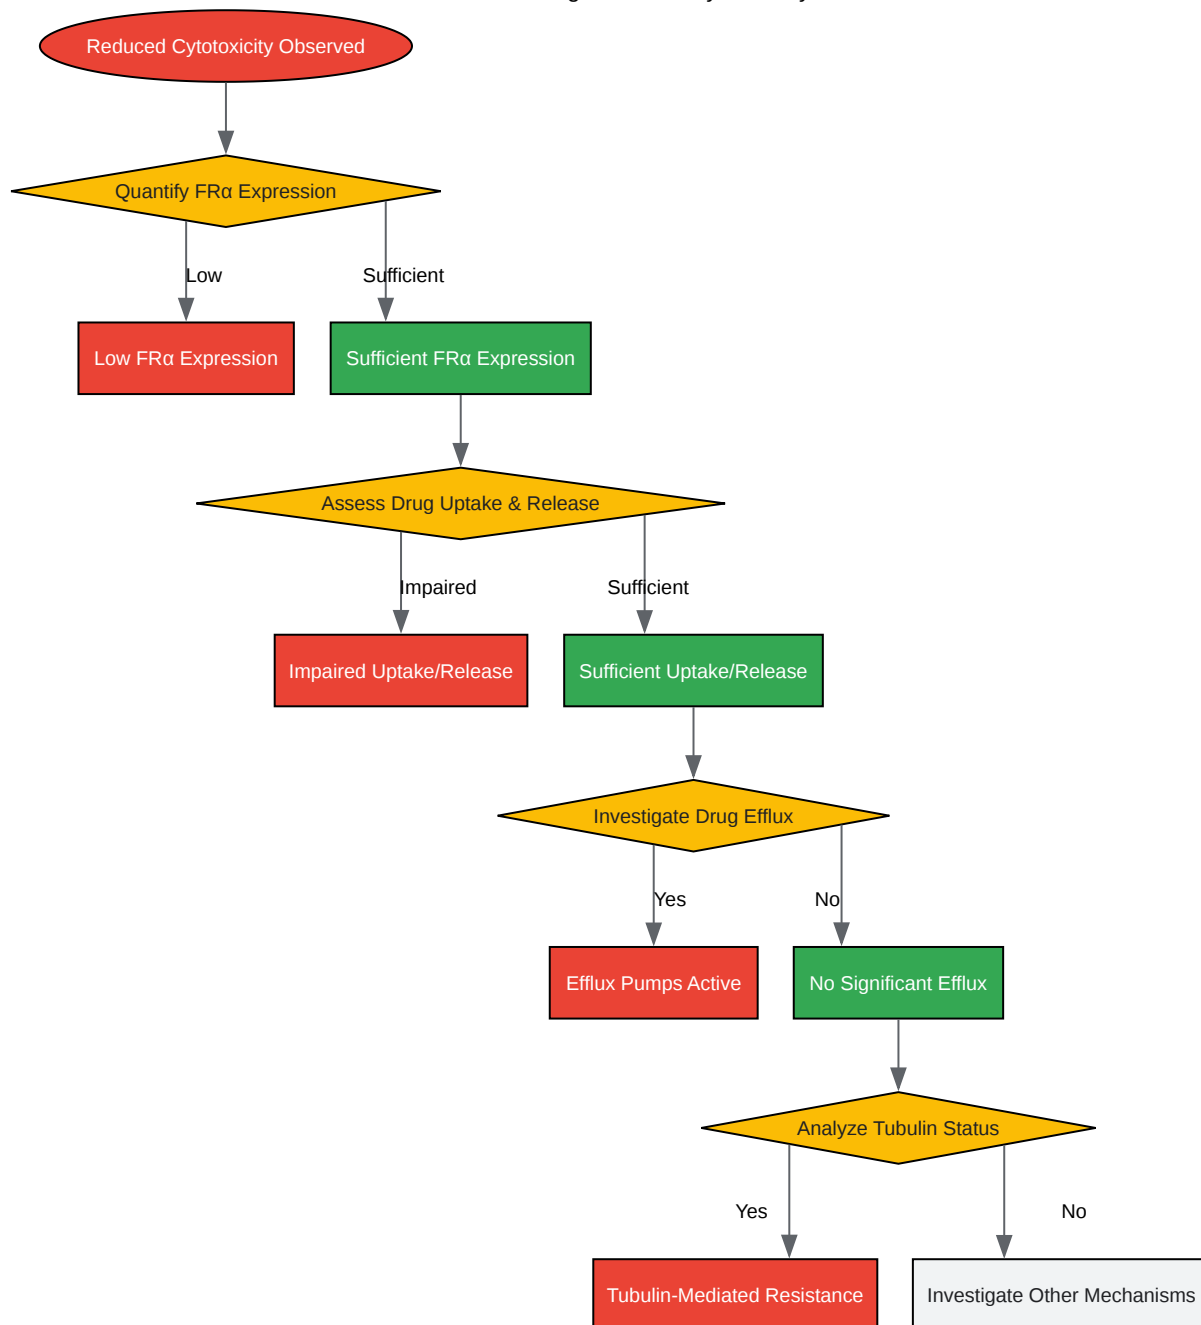 Reduced Cytotoxicity Observed
Quantify FRα Expression
Low
Sufficient
Low FRα Expression
Sufficient FRα Expression
Assess Drug Uptake & Release
Impaired
Sufficient
Impaired Uptake/Release
Sufficient Uptake/Release
Investigate Drug Efflux
Yes
No
Efflux Pumps Active
No Significant Efflux
Analyze Tubulin Status
Yes
No
Tubulin-Mediated Resistance
Investigate Other Mechanisms